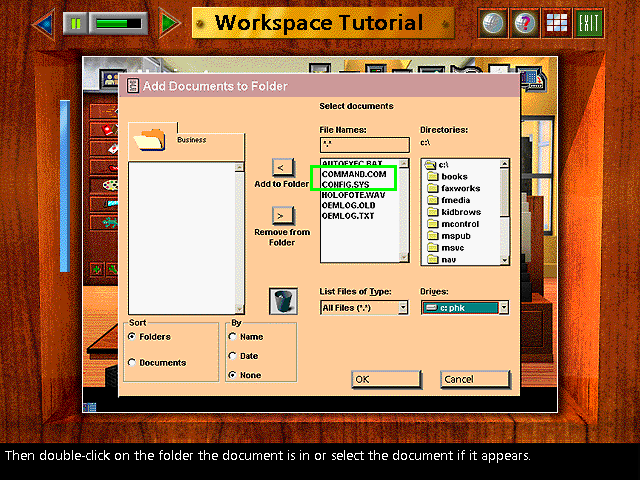 Workspace Tutorial
EXIT
Add Documents to Folder
Select documents
File Names:
Directories:
*.*
c:\
Business
AUTOEXEC.BAT
COMMAND.COM
CONFIG.SYS
HOLOFOTE.WAV
OEMLOG.OLD
OEMLOG.TXT
c:\
books
faxworks
fmedia
kidbrows
mcontrol
mspub
msvc
nav
<
Add to Folder
>
Remove from
Folder
List Files of Type:
Drives:
All Files (*.*)
c: phk
Sort
Folders
Documents
By
Name
Date
None
OK
Cancel
Then double-click on the folder the document is in or select the document if it appears.